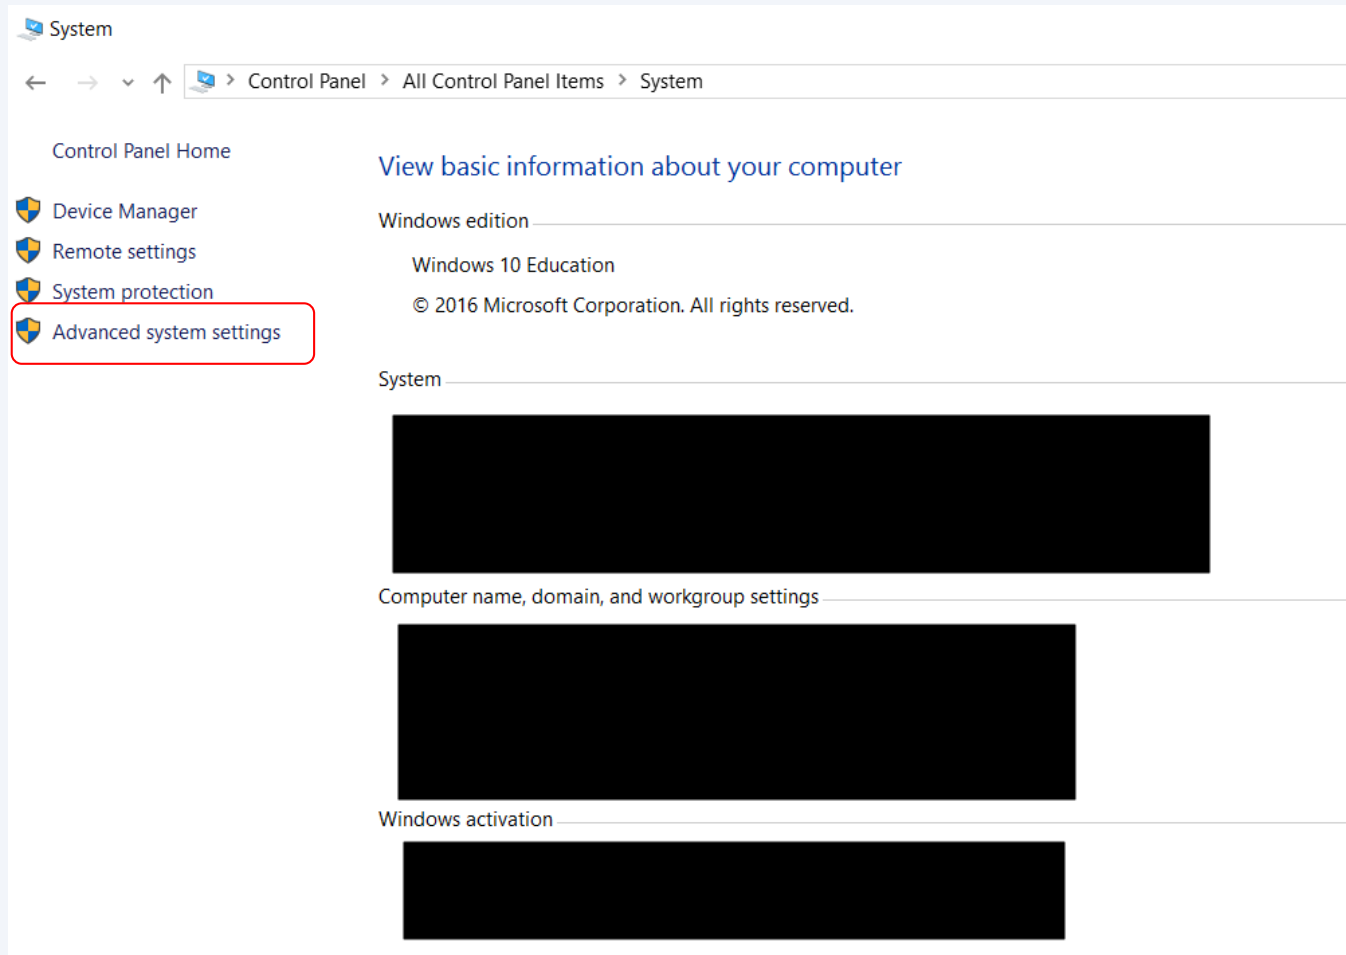 System
Control Panel > All Control Panel Items > System
Control Panel Home
Device Manager
Remote settings
System protection
Advanced system settings
View basic information about your computer
Windows edition
Windows 10 Education
© 2016 Microsoft Corporation. All rights reserved.
System
Computer name, domain, and workgroup settings
Windows activation